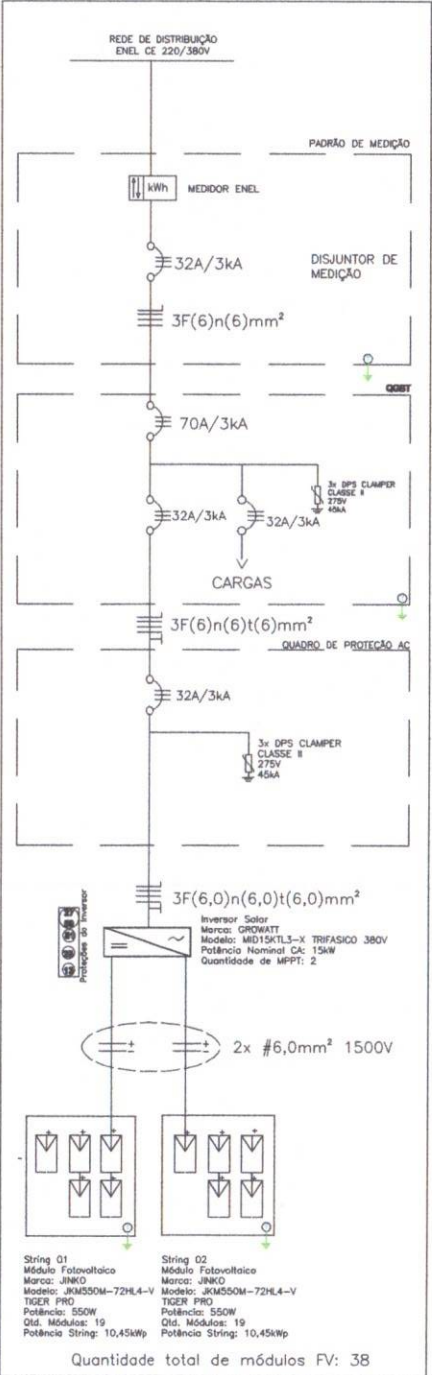 REDE DE DISTRIBUIÇÃO
ENEL CE 220/380V
PADRÃO DE MEDIÇÃO
kWh
MEDIDOR ENEL
32A/3kA
DISJUNTOR DE
MEDIÇÃO
3F(6)n(6)mm²
QGBT
70A/3kA
3x DPS CLAMPER
CLASSE II
275V
45kA
32A/3kA
32A/3kA
CARGAS
3F(6)n(6)t(6)mm²
QUADRO DE PROTEÇÃO AC
32A/3kA
3x DPS CLAMPER
CLASSE II
275V
45kA
3F(6,0)n(6,0)t(6,0)mm²
Proteções do Inversor
Inversor Solar
Marca: GROWATT
Modelo: MID15KTL3-X TRIFASICO 380V
Potência Nominal CA: 15kW
Quantidade de MPPT: 2
2x #6,0mm² 1500V
String 01
Módulo Fotovoltaico
Marca: JINKO
Modelo: JKM550M-72HL4-V
TIGER PRO
Potência: 550W
Qtd. Módulos: 19
Potência String: 10,45kWp
String 02
Módulo Fotovoltaico
Marca: JINKO
Modelo: JKM550M-72HL4-V
TIGER PRO
Potência: 550W
Qtd. Módulos: 19
Potência String: 10,45kWp
Quantidade total de módulos FV: 38